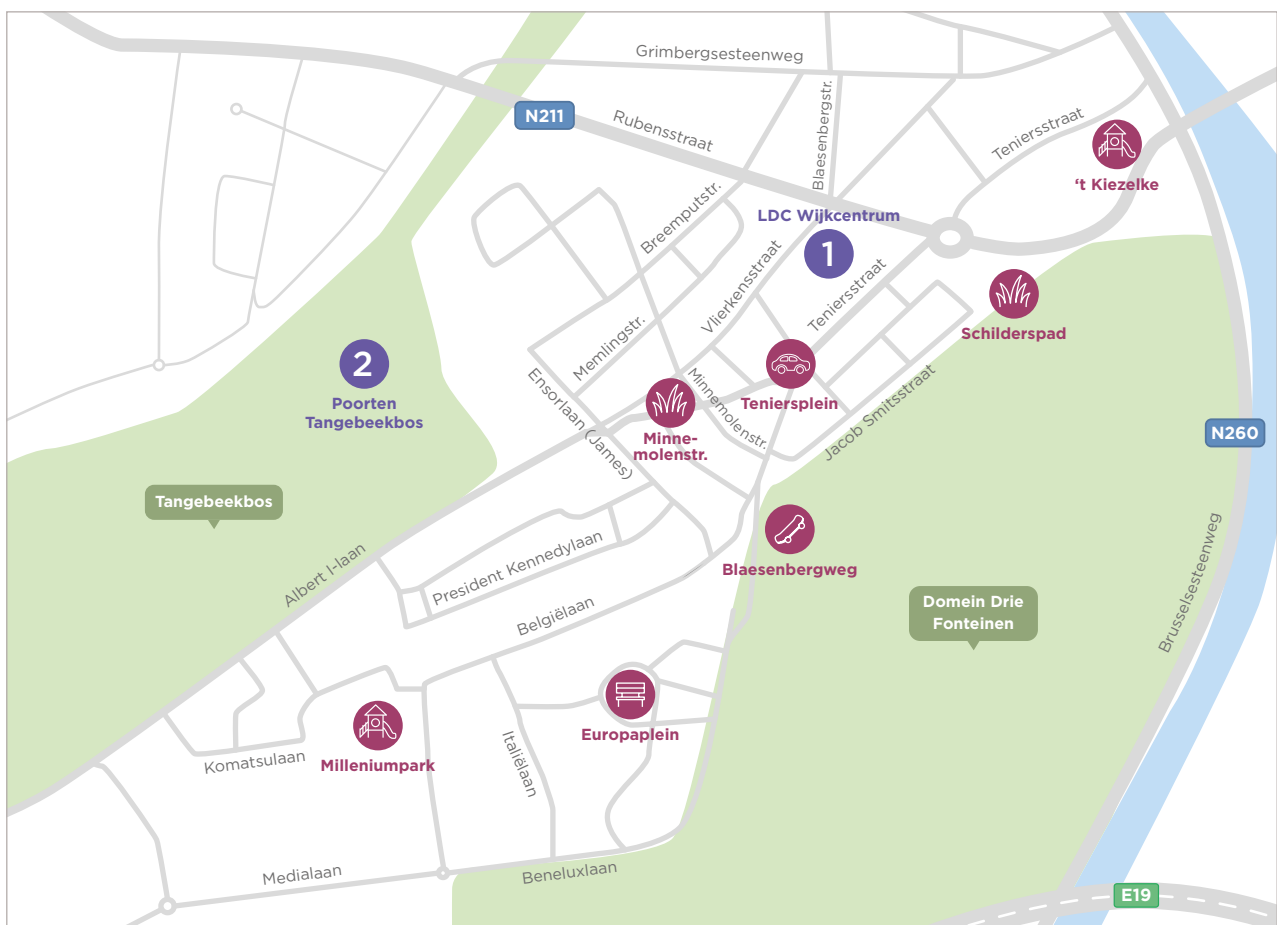 Grimbergsesteenweg
N211
Rubensstraat
Blaesenbergstr.
Teniersstraat
‘t Kiezelke
Breemputstr.
LDC Wijkcentrum
1
Vlierkensstraat
Teniersstraat
Schilderspad
Memlingstr.
2
Poorten
Tangebeekbos
Ensorlaan (James)
Minnemolenstr.
Teniersplein
Jacob Smitsstraat
Minne-
molenstr.
N260
Tangebeekbos
Blaesenbergweg
Albert I-laan
President Kennedylaan
Belgiëlaan
Domein Drie
Fonteinen
Brusselsesteenweg
Europaplein
Italiëlaan
Komatsulaan
Milleniumpark
Medialaan
Beneluxlaan
E19